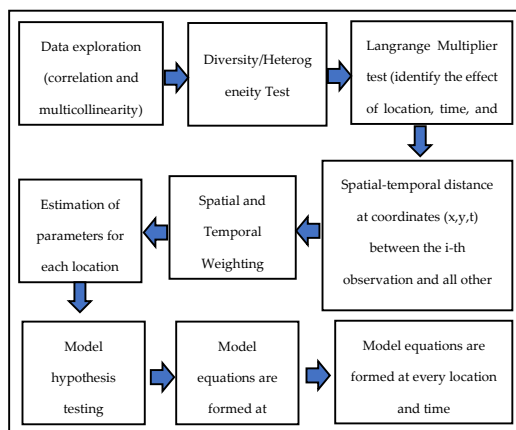 Data exploration
(correlation and
multicollinearity)
Diversity/Heterog
eneity Test
Langrange Multiplier
test (identify the effect
of location, time, and
Spatial-temporal distance
at coordinates (x,y,t)
between the i-th
observation and all other
Spatial and
Temporal
Weighting
Estimation of
parameters for
each location
Model
hypothesis
testing
Model
equations are
formed at
Model equations are
formed at every location
and time